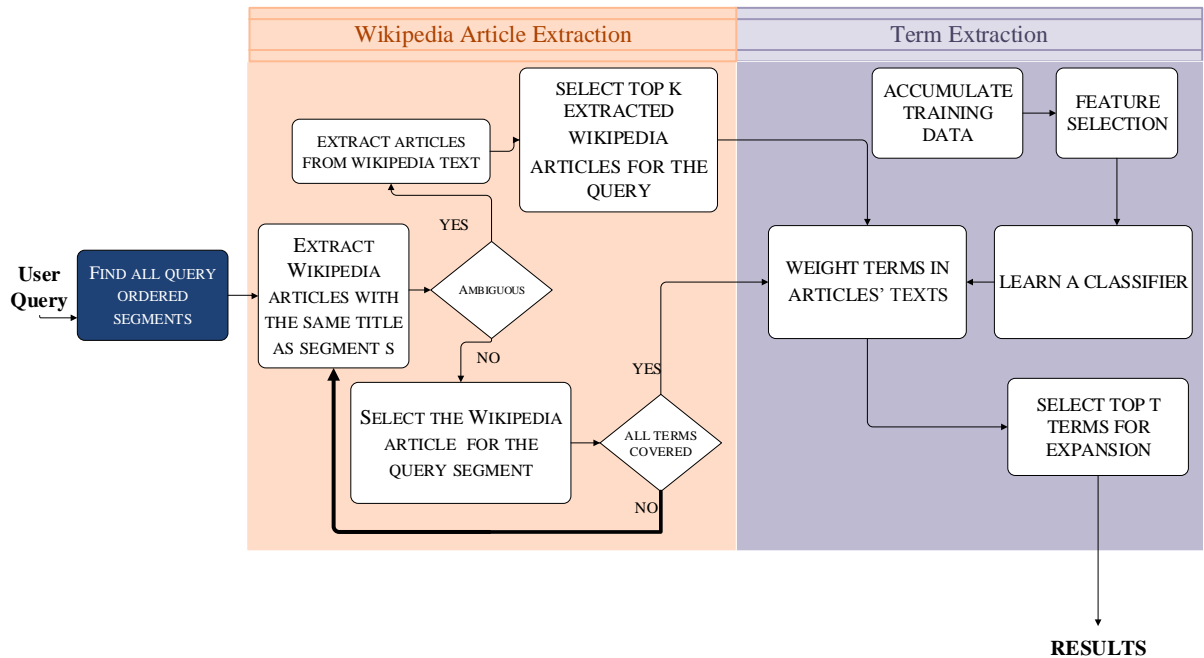 Wikipedia Article Extraction
Term Extraction
SELECT TOP K
EXTRACTED
WIKIPEDIA
ARTICLES FOR THE
QUERY
ACCUMULATE
TRAINING
DATA
FEATURE
SELECTION
EXTRACT ARTICLES
FROM WIKIPEDIA TEXT
YES
User
Query
FIND ALL QUERY
ORDERED
SEGMENTS
EXTRACT
WIKIPEDIA
ARTICLES WITH
THE SAME TITLE
AS SEGMENT S
AMBIGUOUS
WEIGHT TERMS IN
ARTICLES' TEXTS
LEARN A CLASSIFIER
NO
YES
SELECT THE WIKIPEDIA
ARTICLE FOR THE
QUERY SEGMENT
ALL TERMS
COVERED
NO
SELECT TOP T
TERMS FOR
EXPANSION
RESULTS